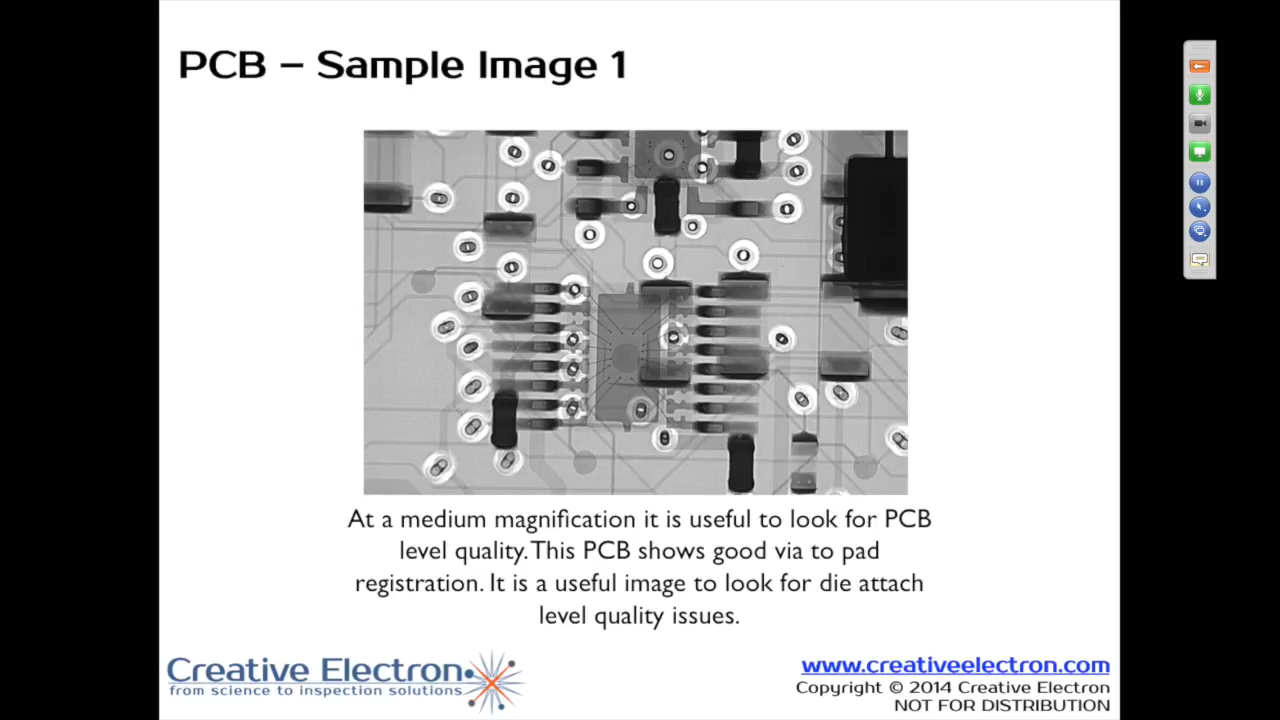 PCB – Sample Image 1
At a medium magnification it is useful to look for PCB
level quality. This PCB shows good via to pad
registration. It is a useful image to look for die attach
level quality issues.
Creative Electron
from science to inspection solutions
www.creativeelectron.com
Copyright © 2014 Creative Electron
NOT FOR DISTRIBUTION